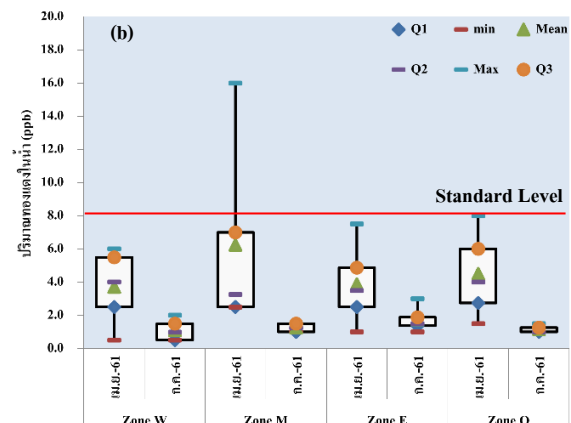 (b)
Q1 min Mean
Q2 Max Q3
20.0
18.0
16.0
14.0
12.0
10.0
8.0
6.0
4.0
2.0
0.0
ปริมาณทองแดงในน้ำ (ppb)
Standard Level
เม.ย.-61 ก.ค.-61 เม.ย.-61 ก.ค.-61 เม.ย.-61 ก.ค.-61 เม.ย.-61 ก.ค.-61
Zone W Zone M Zone E Zone O